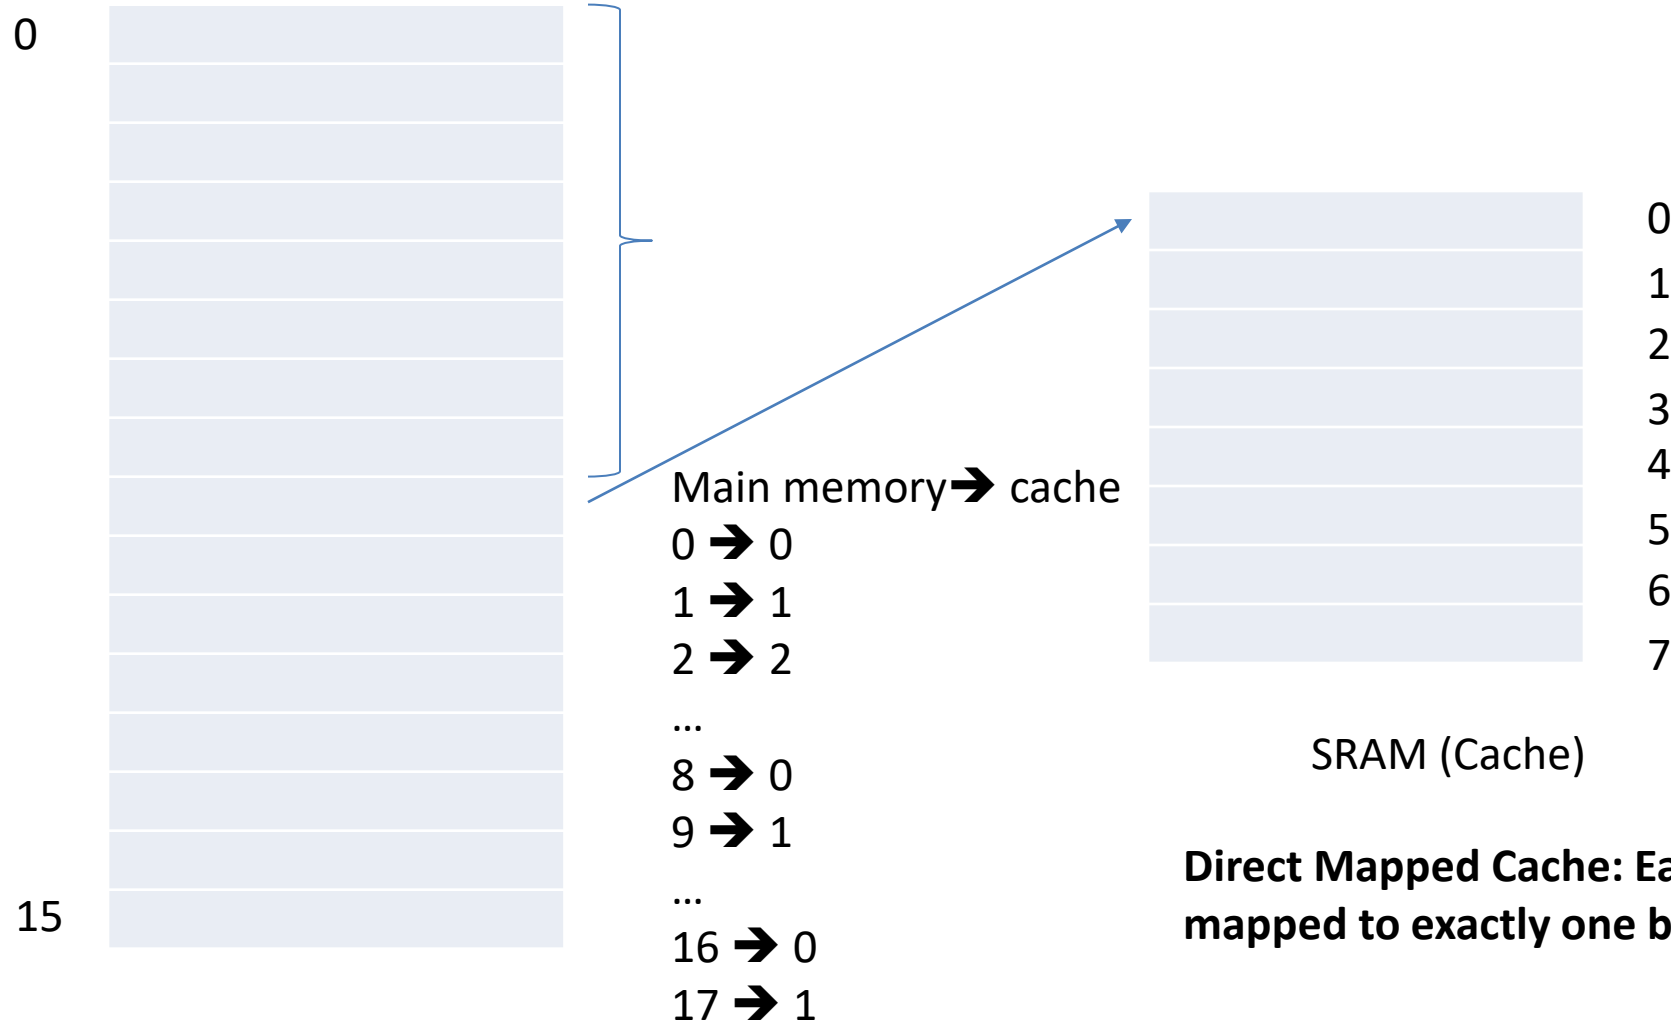 0
15
Main memory➔ cache
0 ➔ 0
1 ➔ 1
2 ➔ 2
…
8 ➔ 0
9 ➔ 1
…
16 ➔ 0
17 ➔ 1
0
1
2
3
4
5
6
7
SRAM (Cache)
Direct Mapped Cache:
mapped to exactly one